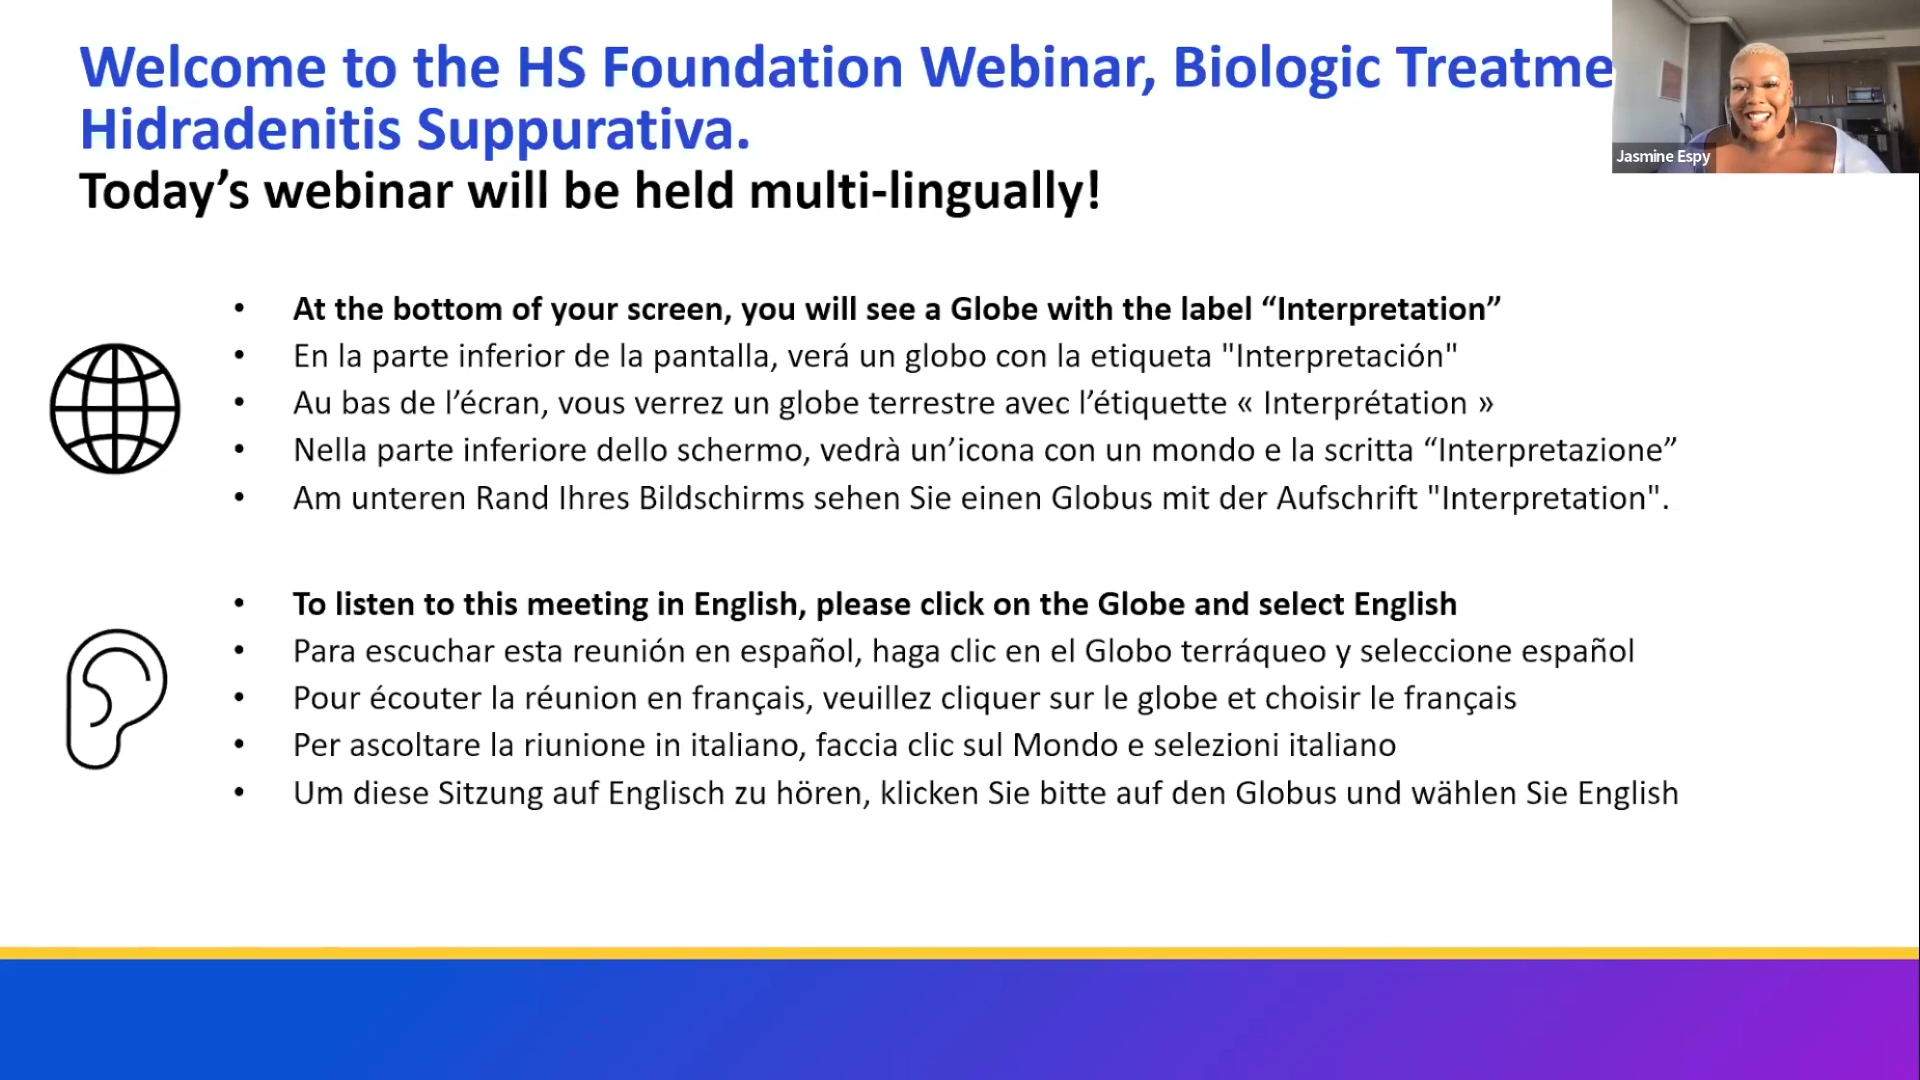 Welcome to the HS Foundation Webinar, Biologic Treatme
Hidradenitis Suppurativa.
Today’s webinar will be held multi-lingually!
Jasmine Espy
• At the bottom of your screen, you will see a Globe with the label “Interpretation”
• En la parte inferior de la pantalla, verá un globo con la etiqueta "Interpretación"
• Au bas de l’écran, vous verrez un globe terrestre avec l’étiquette « Interprétation »
• Nella parte inferiore dello schermo, vedrà un’icona con un mondo e la scritta “Interpretazione”
• Am unteren Rand Ihres Bildschirms sehen Sie einen Globus mit der Aufschrift "Interpretation".
• To listen to this meeting in English, please click on the Globe and select English
• Para escuchar esta reunión en español, haga clic en el Globo terráqueo y seleccione español
• Pour écouter la réunion en français, veuillez cliquer sur le globe et choisir le français
• Per ascoltare la riunione in italiano, faccia clic sul Mondo e selezioni italiano
• Um diese Sitzung auf Englisch zu hören, klicken Sie bitte auf den Globus und wählen Sie English